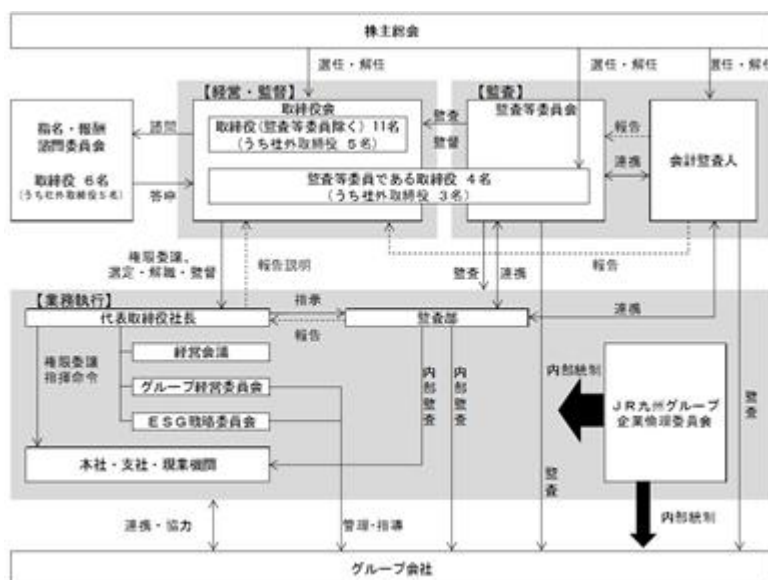 株主総会
選任・解任
選任・解任
選任・解任
【経営・監督】
【監査】
取締役会
取締役(監査等委員除く) 11名
(うち社外取締役 5名)
監査等委員会
監査等委員である取締役 4名
(うち社外取締役 3名)
指名・報酬
諮問委員会
取締役 6名
(うち社外取締役5名)
諮問
答申
監査
監督
会計監査人
報告
連携
権限委譲、
選定・解職・監督
報告説明
監査
連携
報告
【業務執行】
代表取締役社長
指示
報告
監査部
連携
経営会議
グループ経営委員会
ESG戦略委員会
権限委譲
指揮命令
本社・支社・現業機関
内部監査
内部監査
内部統制
JR九州グループ
企業倫理委員会
監査
監査
連携・協力
管理・指導
内部統制
グループ会社